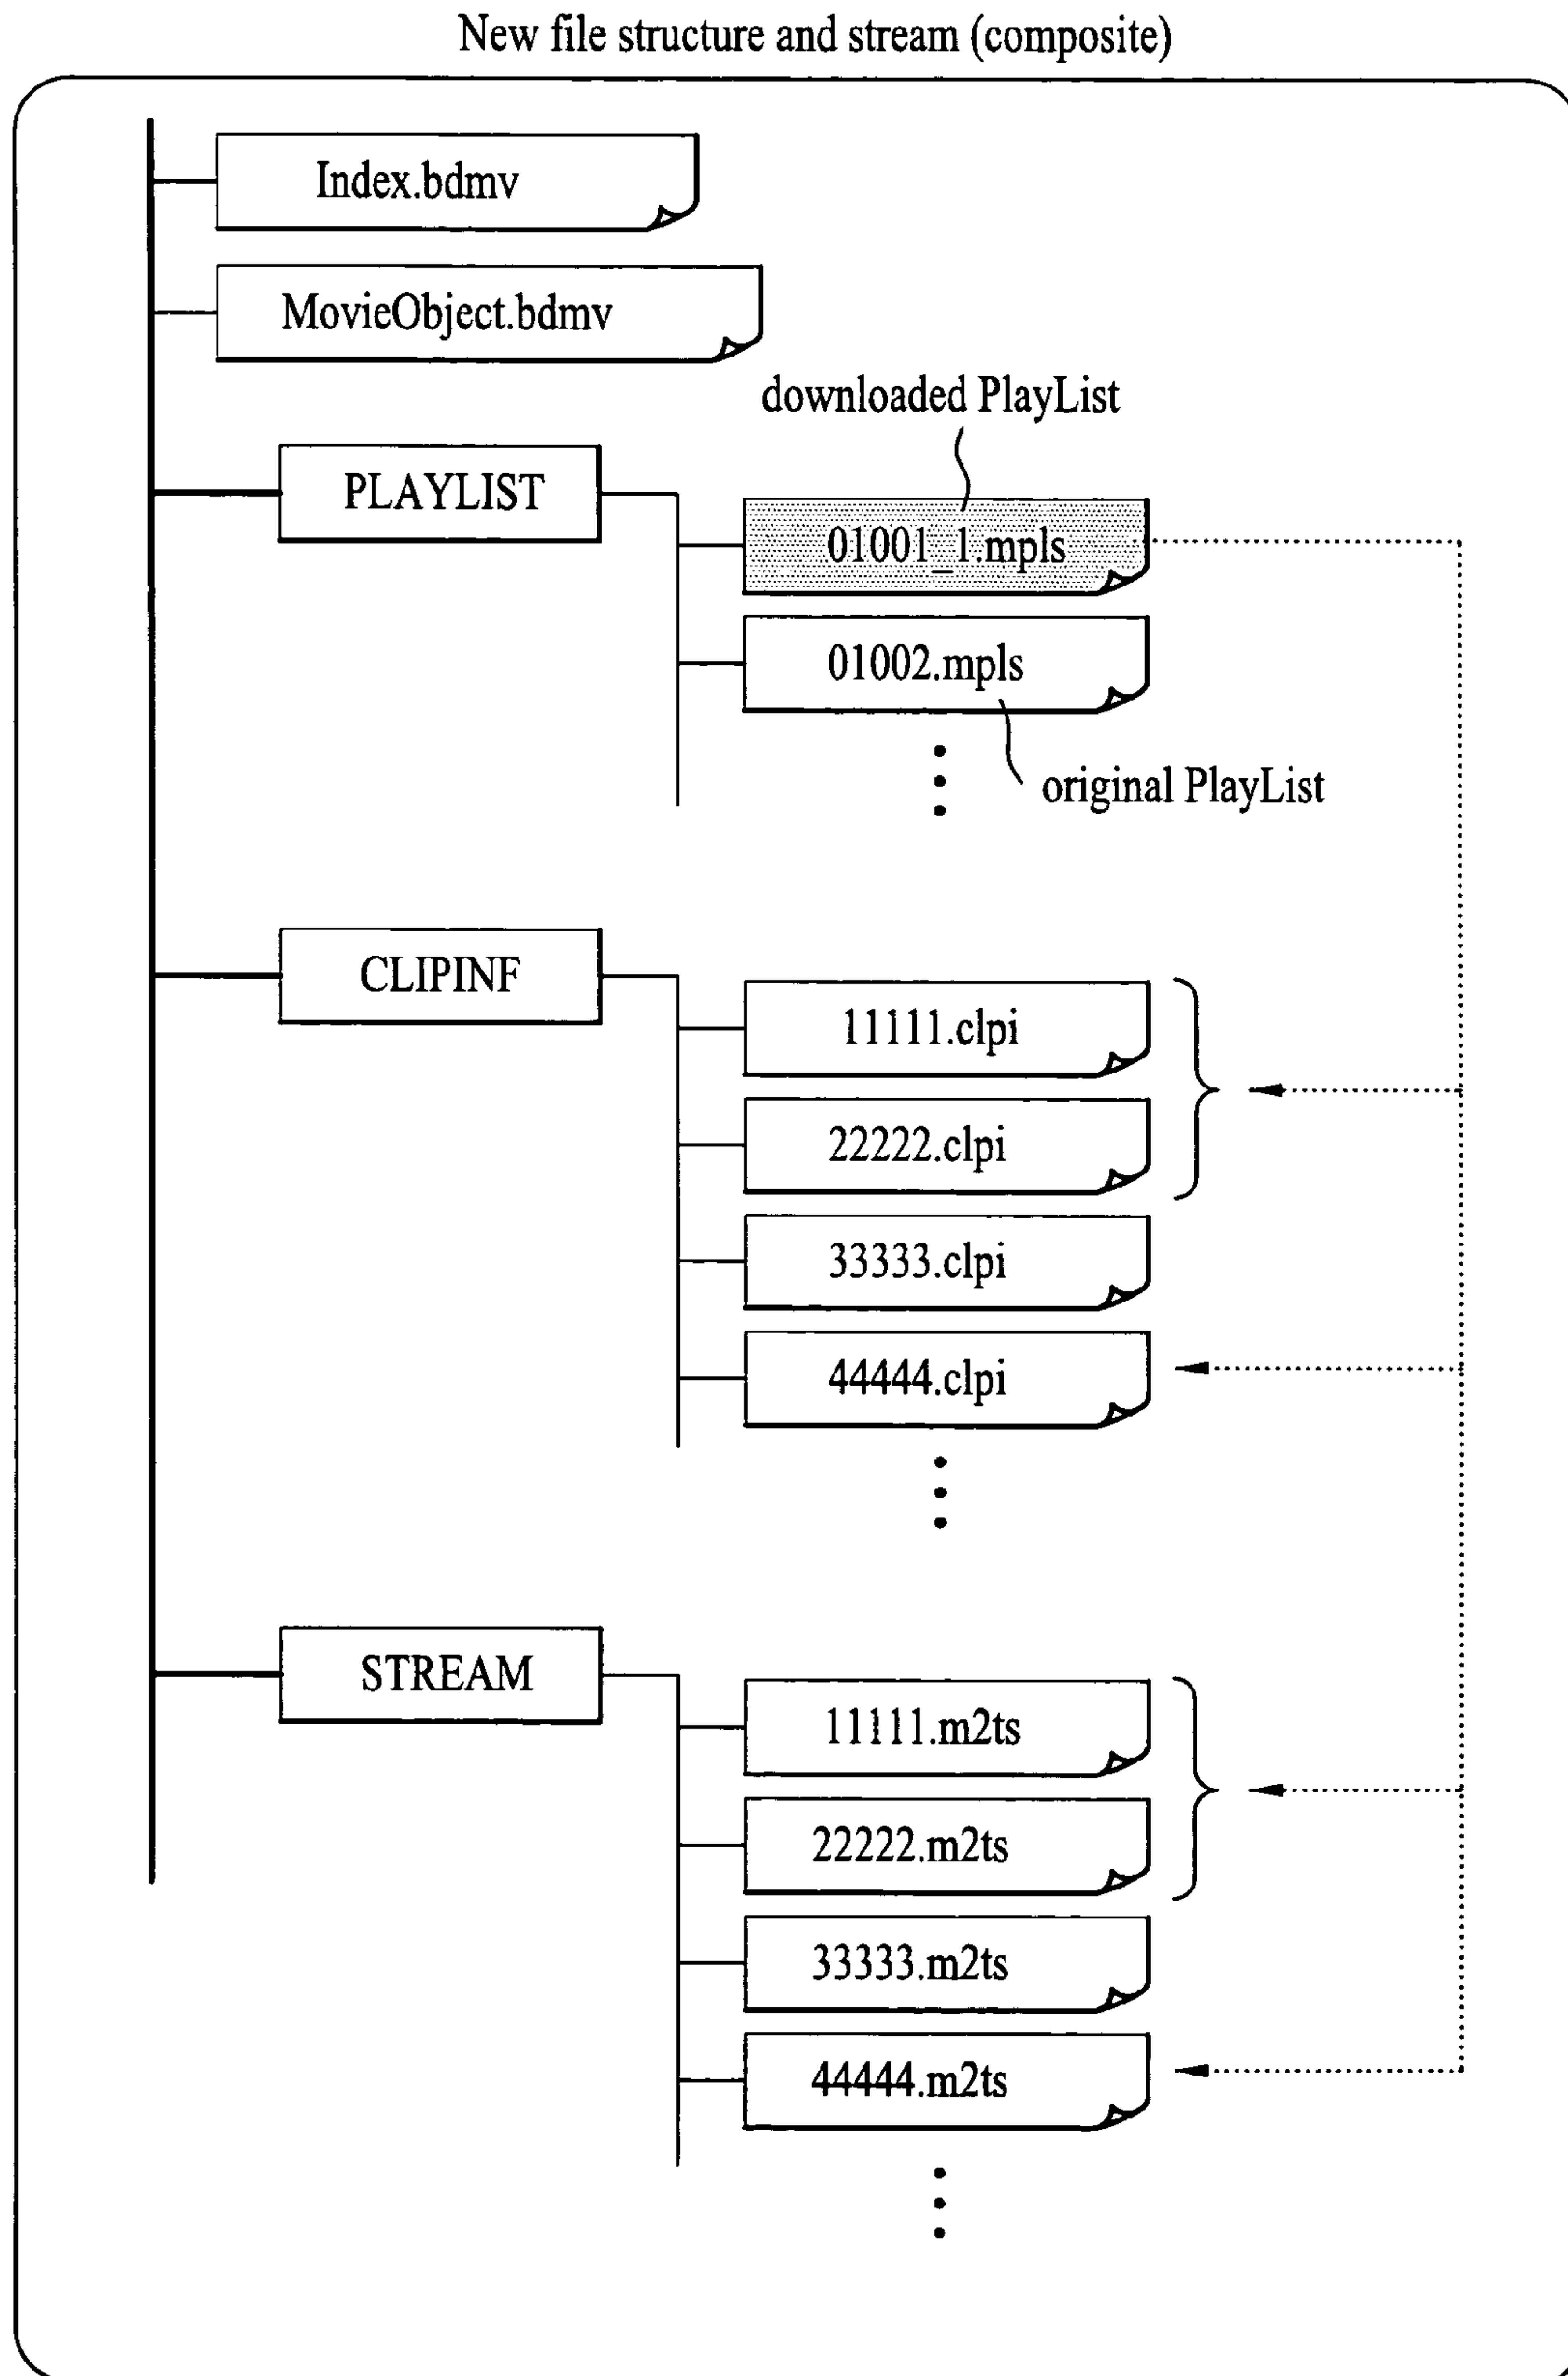 New file structure and stream (composite)
Index.bdmv
MovieObject.bdmv
downloaded PlayList
PLAYLIST
01001_1.mpls
01002.mpls
original PlayList
CLIPINF
11111.clpi
22222.clpi
33333.clpi
44444.clpi
STREAM
11111.m2ts
22222.m2ts
33333.m2ts
44444.m2ts